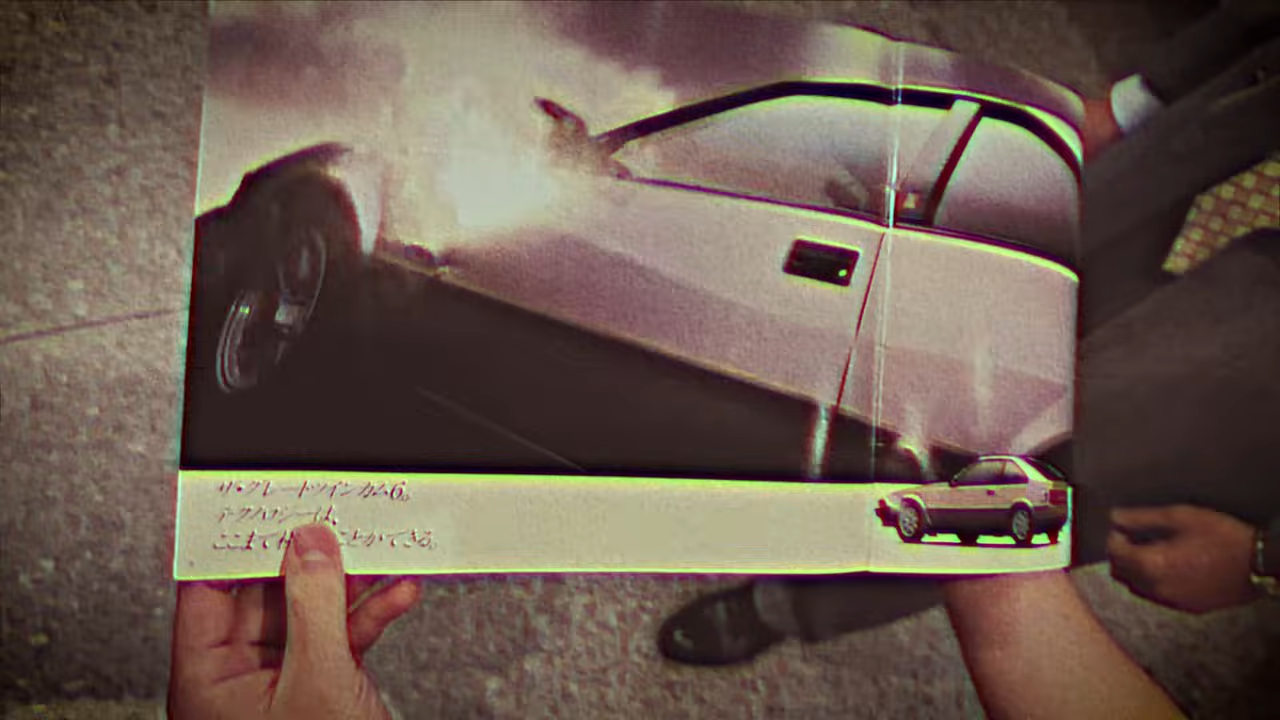 ザ・グレートツインカム6。
テクノロジーは、
ここまで ことができる。